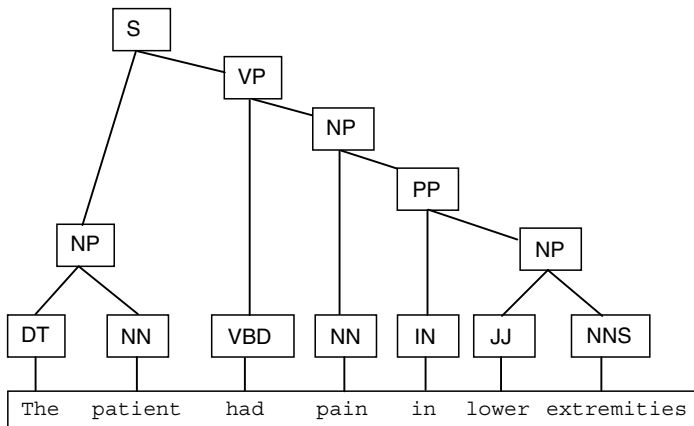 S
VP
NP
PP
NP NP
DT NN VBD NN IN JJ NNS
The patient had pain in lower extremities